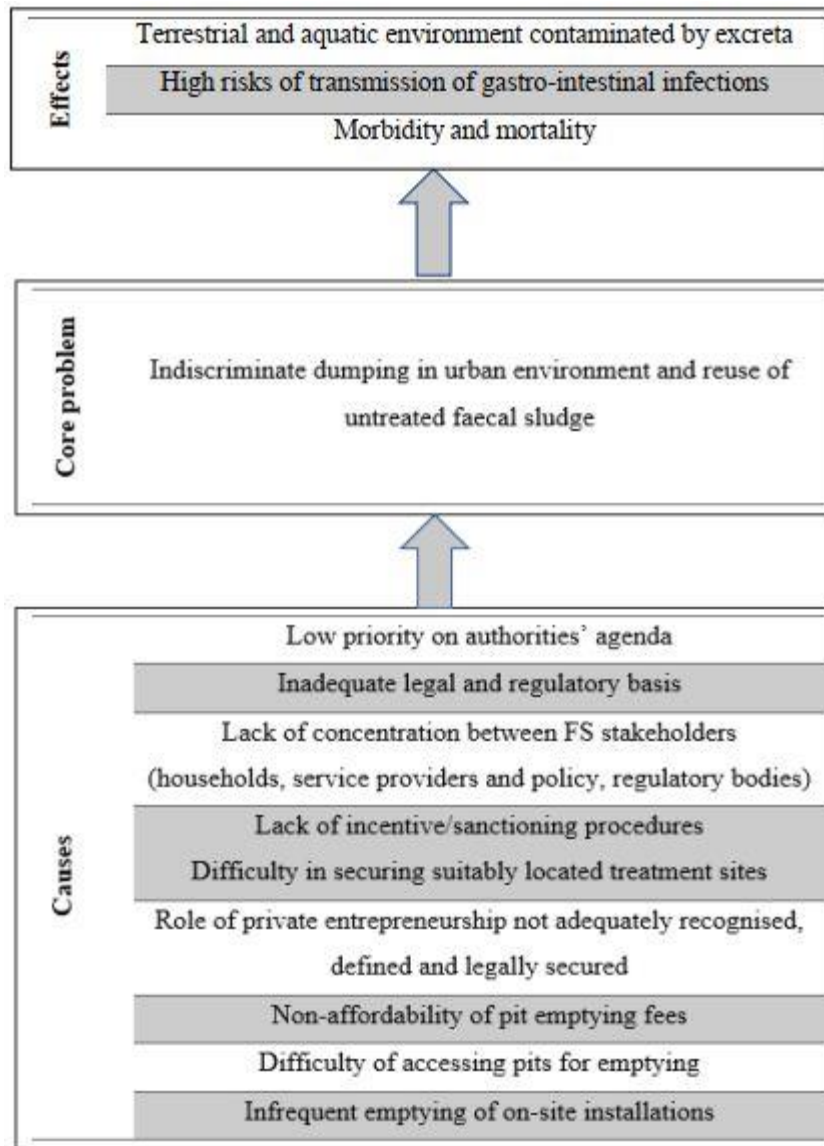 Effects
Terrestrial and aquatic environment contaminated by excreta
High risks of transmission of gastro-intestinal infections
Morbidity and mortality
Core problem
Indiscriminate dumping in urban environment and reuse of
untreated faecal sludge
Causes
Low priority on authorities’ agenda
Inadequate legal and regulatory basis
Lack of concentration between FS stakeholders
(households, service providers and policy, regulatory bodies)
Lack of incentive/sanctioning procedures
Difficulty in securing suitably located treatment sites
Role of private entrepreneurship not adequately recognised,
defined and legally secured
Non-affordability of pit emptying fees
Difficulty of accessing pits for emptying
Infrequent emptying of on-site installations